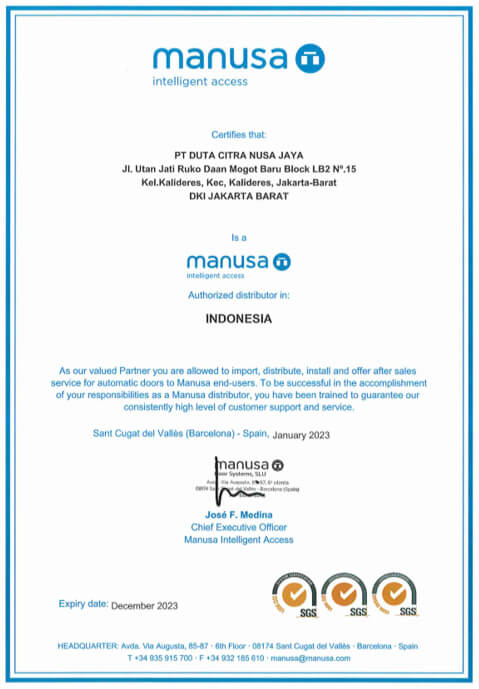 manusa
intelligent access
Certifies that:
PT DUTA CITRA NUSA JAYA
Jl. Utan Jati Ruko Daan Mogot Baru Block LB2 Nº.15
Kel.Kalideres, Kec, Kalideres, Jakarta-Barat
DKI JAKARTA BARAT
Is a
manusa
intelligent access
Authorized distributor in:
INDONESIA
As our valued Partner you are allowed to import, distribute, install and offer after sales
service for automatic doors to Manusa end-users. To be successful in the accomplishment
of your responsibilities as a Manusa distributor, you have been trained to guarantee our
consistently high level of customer support and service.
Sant Cugat del Vallès (Barcelona) - Spain, January 2023
manusa
Door Systems, SLU
Avda. Via Augusta, 85-87, 6ª planta
08174 Sant Cugat del Vallès - Barcelona (Spain)
José F. Medina
Chief Executive Officer
Manusa Intelligent Access
Expiry date: December 2023
SGS
SGS
SGS
HEADQUARTER: Avda. Via Augusta, 85-87 · 6th Floor · 08174 Sant Cugat del Vallès · Barcelona · Spain
T +34 935 915 700 · F +34 932 185 610 · manusa@manusa.com